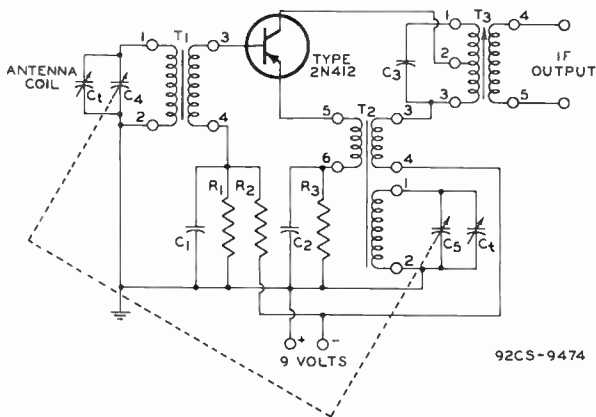 1
T1
3
TYPE
2N412
1
T3
4
ANTENNA
COIL
Ct
C4
C3
2
IF
OUTPUT
2
4
5
T2
3
3
5
6
4
R1
R2
R3
1
C1
C2
C5
Ct
2
+
-
9 VOLTS
92CS-9474